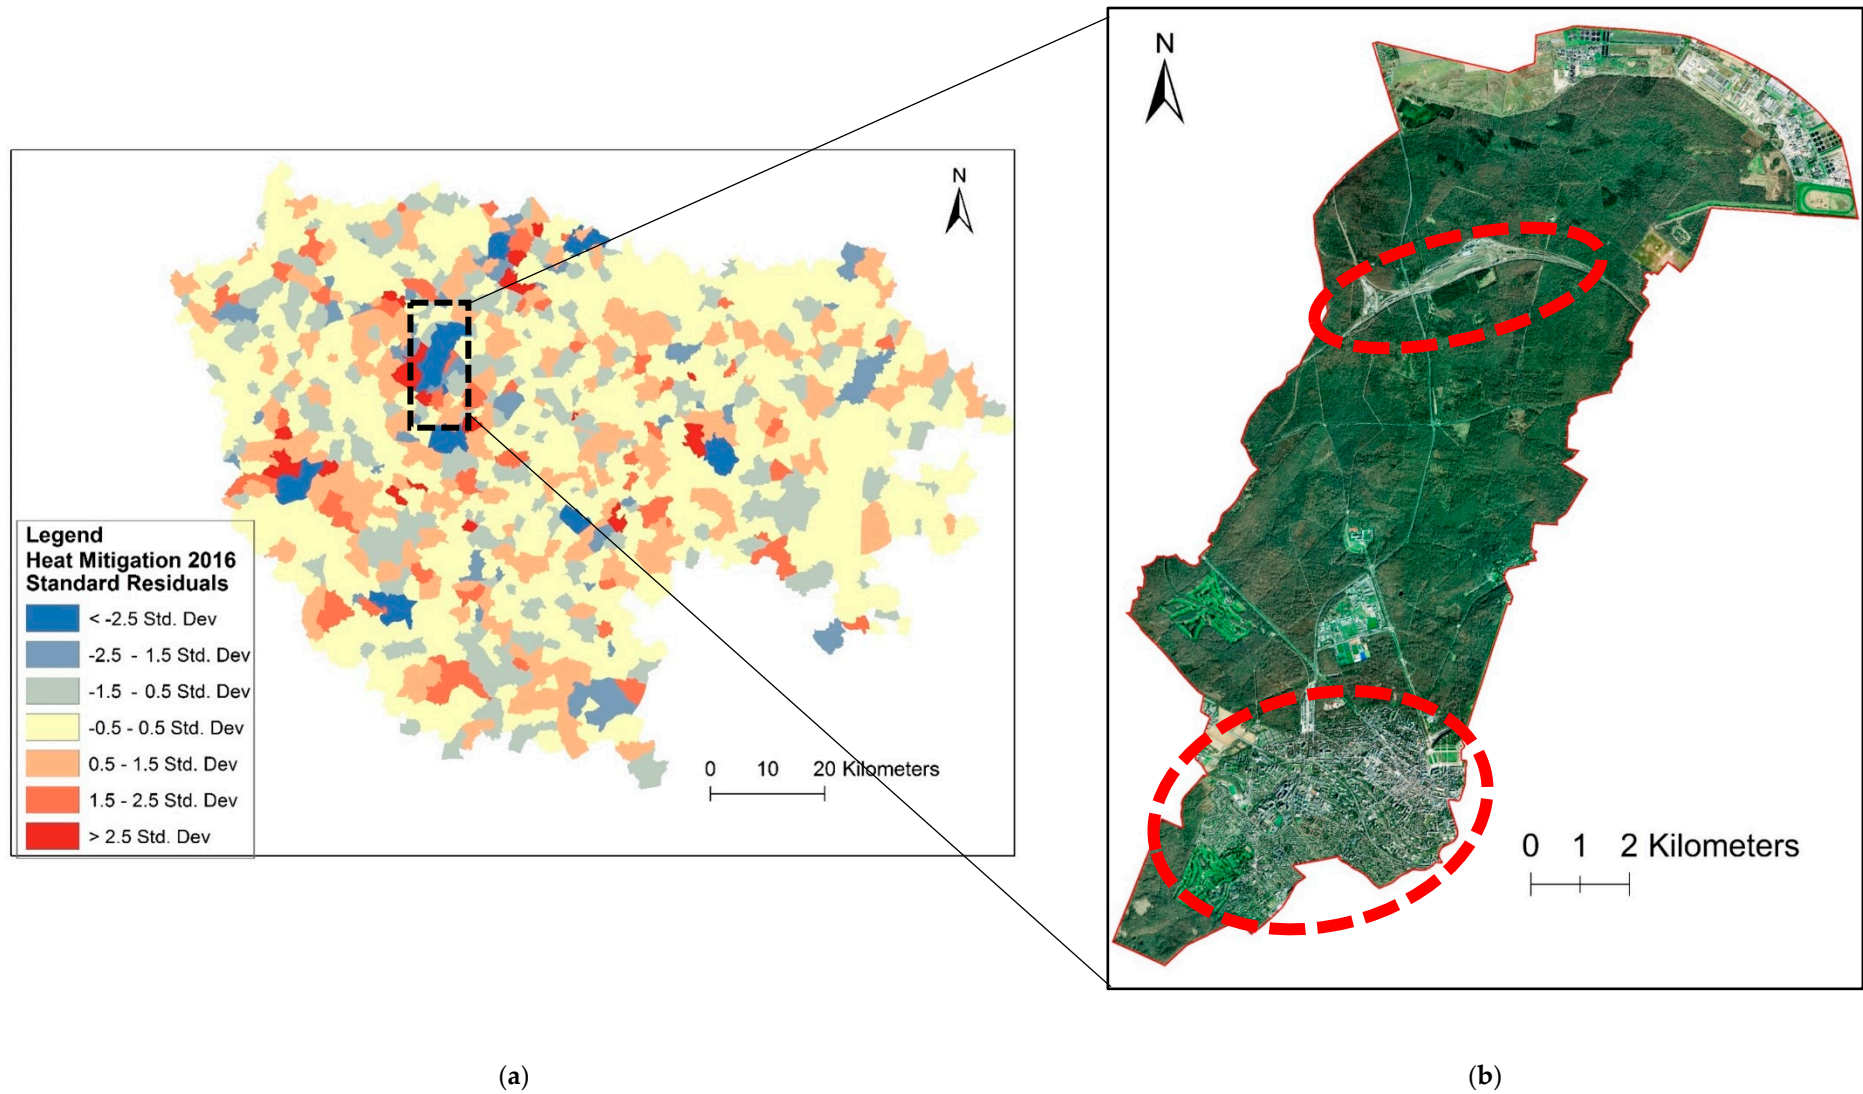 N
N
Legend
Heat Mitigation 2016
Standard Residuals
< -2.5 Std. Dev
-2.5 - 1.5 Std. Dev
-1.5 - 0.5 Std. Dev
-0.5 - 0.5 Std. Dev
0.5 - 1.5 Std. Dev
1.5 - 2.5 Std. Dev
> 2.5 Std. Dev
0 10 20 Kilometers
0 1 2 Kilometers
(a)
(b)